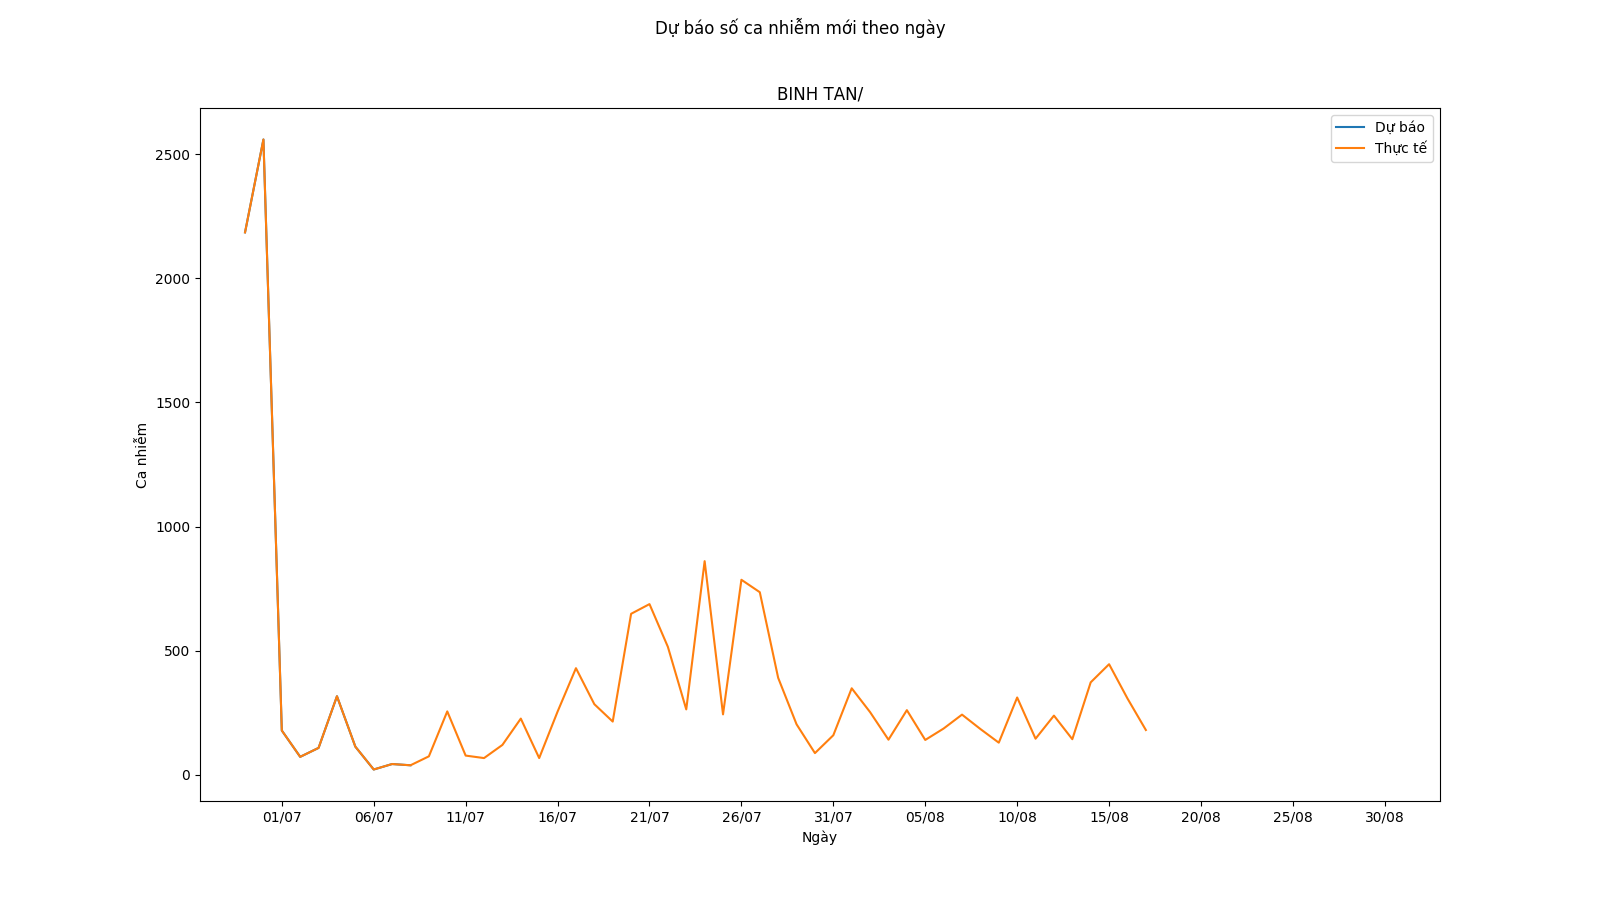 Dự báo số ca nhiễm mới theo ngày
BINH TAN/
Dự báo
Thực tế
2500
2000
1500
1000
500
0
Ca nhiễm
01/07 06/07 11/07 16/07 21/07 26/07 31/07 05/08 10/08 15/08 20/08 25/08 30/08
Ngày